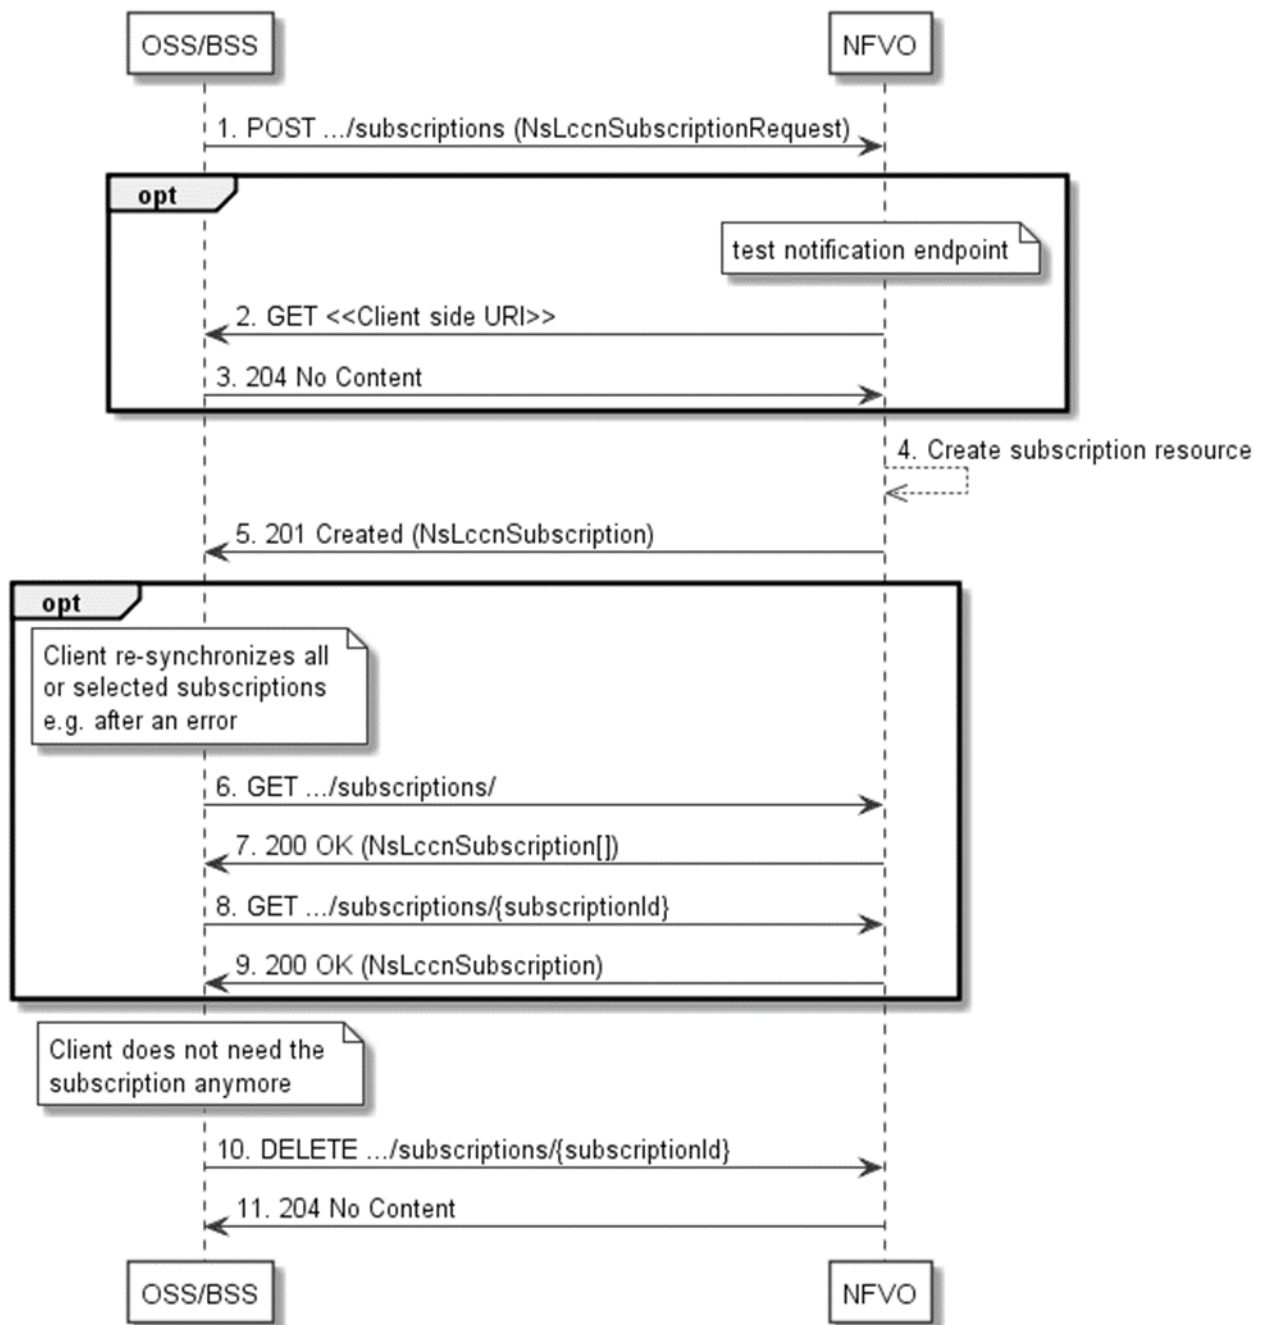 OSS/BSS
NFVO
1. POST .../subscriptions (NsLccnSubscriptionRequest)
opt
test notification endpoint
2. GET <<Client side URI>>
3. 204 No Content
4. Create subscription resource
5. 201 Created (NsLccnSubscription)
opt
Client re-synchronizes all
or selected subscriptions
e.g. after an error
6. GET .../subscriptions/
7. 200 OK (NsLccnSubscription[])
8. GET .../subscriptions/{subscriptionId}
9. 200 OK (NsLccnSubscription)
Client does not need the
subscription anymore
10. DELETE .../subscriptions/{subscriptionId}
11. 204 No Content
OSS/BSS
NFVO